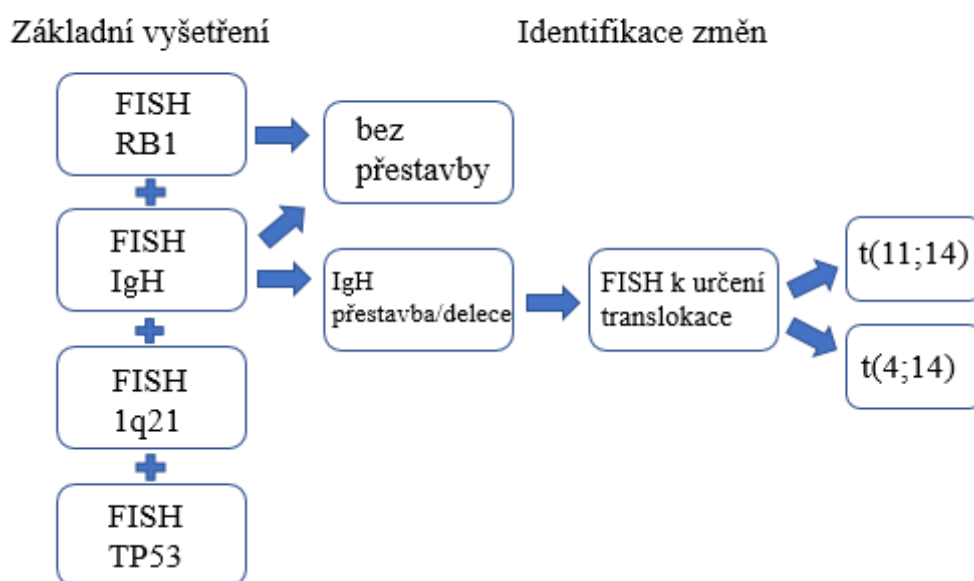 Základní vyšetření
Identifikace změn
FISH
RB1
bez
přestavby
FISH
IgH
IgH
přestavba/delece
FISH k určení
translokace
t(11;14)
t(4;14)
FISH
1q21
FISH
TP53